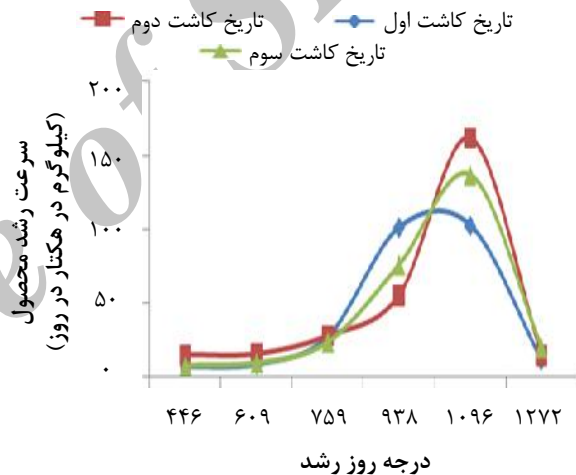 تاریخ کاشت اول تاریخ کاشت دوم
تاریخ کاشت سوم
سرعت رشد محصول
(کیلوگرم در هکتار در روز)
۲۰۰
۱۵۰
۱۰۰
۵۰
۰
۴۴۶ ۶۰۹ ۷۵۹ ۹۳۸ ۱۰۹۶ ۱۲۷۲
درجه روز رشد